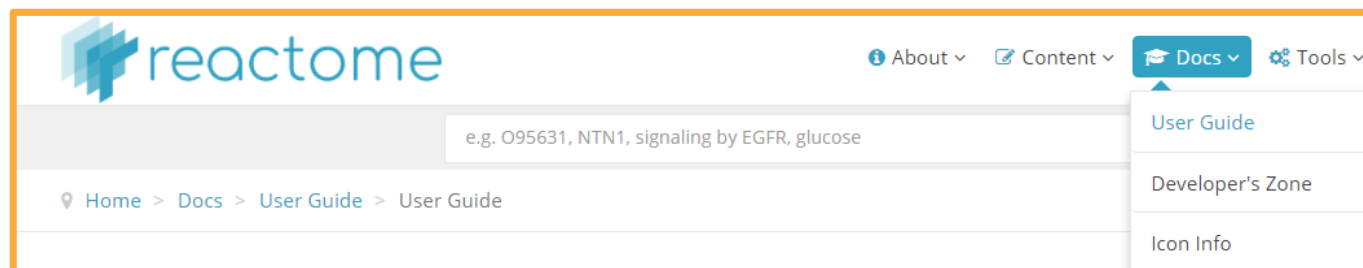 reactome
About
Content
Docs
Tools
e.g. O95631, NTN1, signaling by EGFR, glucose
User Guide
Developer's Zone
Icon Info
Home > Docs > User Guide > User Guide